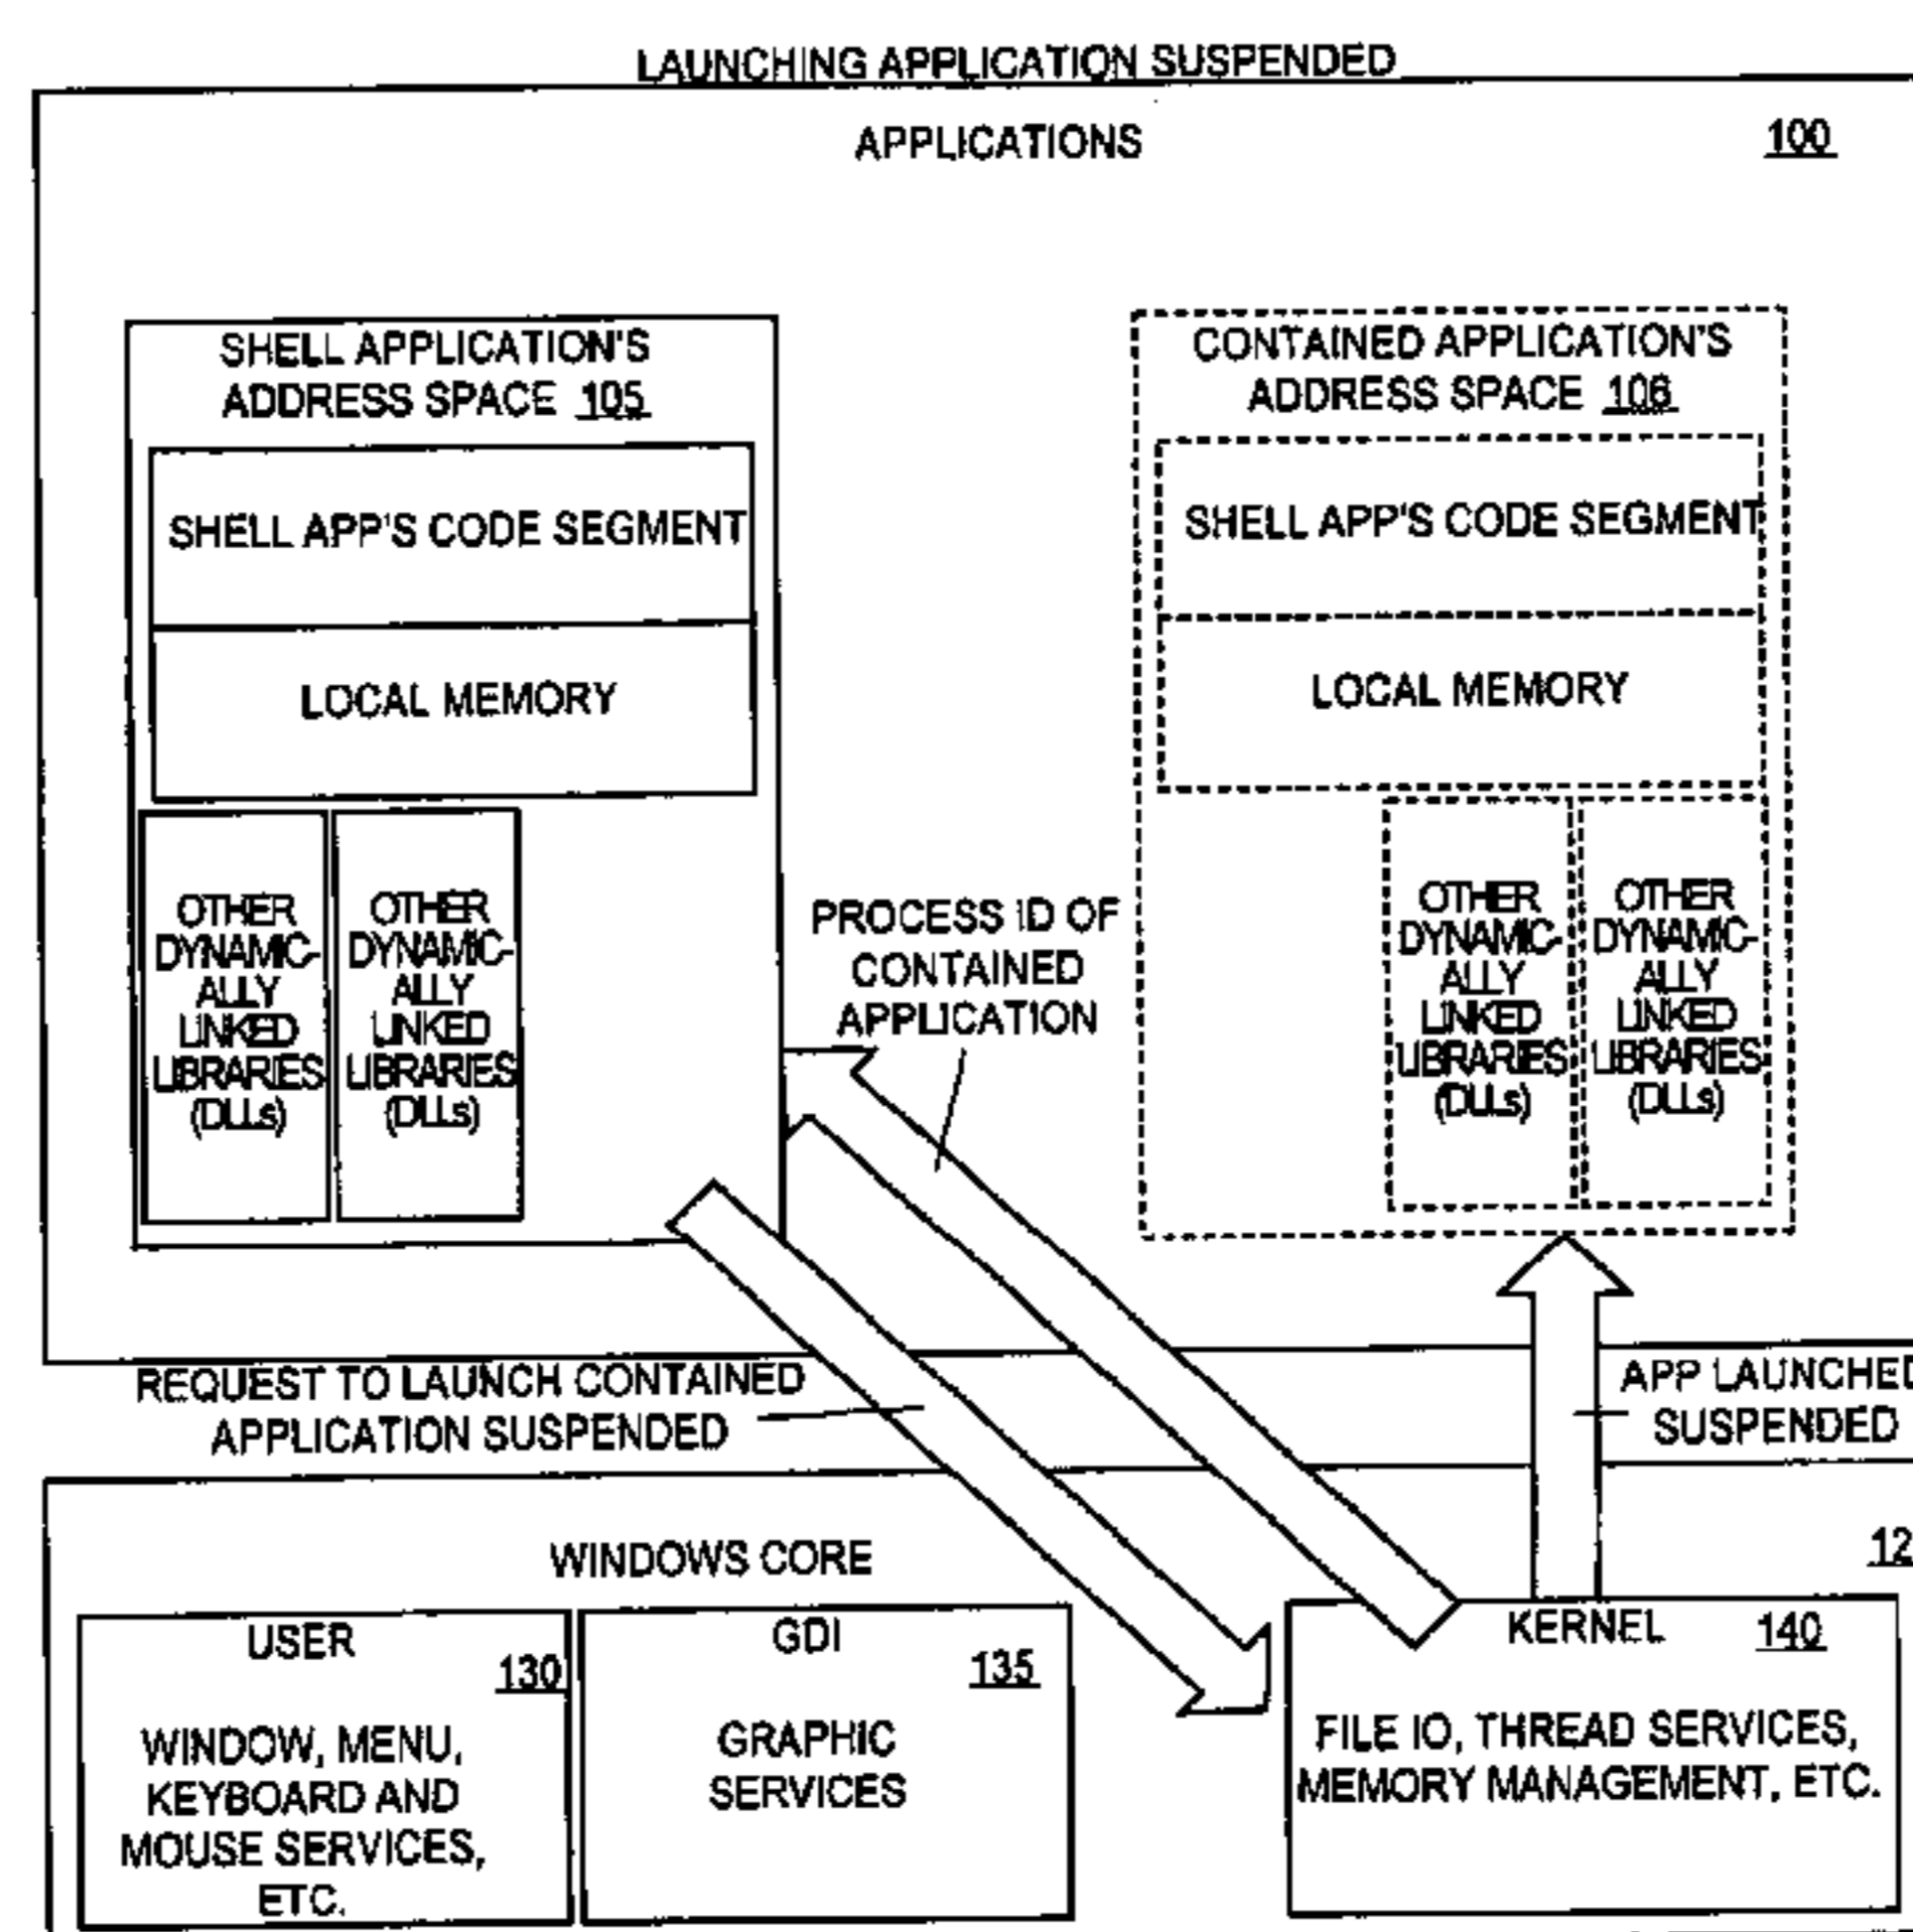 LAUNCHING APPLICATION SUSPENDED
APPLICATIONS
100
SHELL APPLICATION'S
ADDRESS SPACE 105
SHELL APP'S CODE SEGMENT
LOCAL MEMORY
OTHER
DYNAMIC-
ALLY
LINKED
LIBRARIES
(DLLs)
OTHER
DYNAMIC-
ALLY
LINKED
LIBRARIES
(DLLs)
PROCESS ID OF
CONTAINED
APPLICATION
CONTAINED APPLICATION'S
ADDRESS SPACE 106
SHELL APP'S CODE SEGMENT
LOCAL MEMORY
OTHER
DYNAMIC-
ALLY
LINKED
LIBRARIES
(DLLs)
OTHER
DYNAMIC-
ALLY
LINKED
LIBRARIES
(DLLs)
REQUEST TO LAUNCH CONTAINED
APPLICATION SUSPENDED
APP LAUNCHED
SUSPENDED
WINDOWS CORE
USER
130
WINDOW, MENU,
KEYBOARD AND
MOUSE SERVICES,
ETC.
GDI
135
GRAPHIC
SERVICES
KERNEL
140
FILE IO, THREAD SERVICES,
MEMORY MANAGEMENT, ETC.